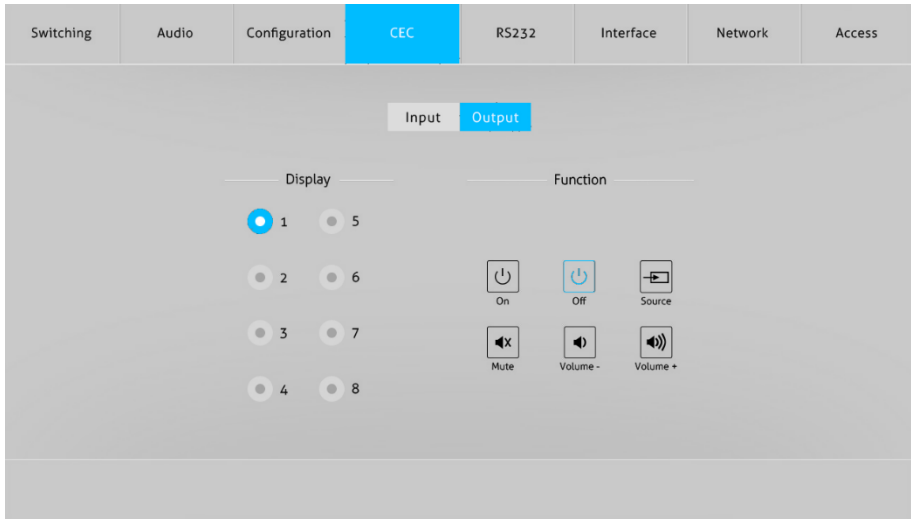 Switching Audio Configuration CEC RS232 Interface Network Access
Input Output
Display Function
1 5
2 6
3 7
4 8
On Off Source
Mute Volume - Volume +